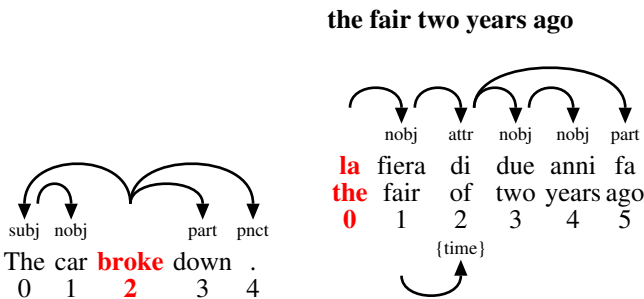 the fair two years ago
nobj attr nobj nobj part
la fiera di due anni fa
the fair of two years ago
0 1 2 3 4 5
{time}
subj nobj part pnct
The car broke down .
0 1 2 3 4